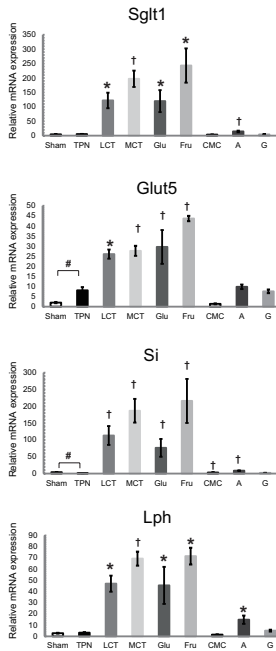 Sglt1
Relative mRNA expression
350
300
250
200
150
100
50
0
* † * * †
Sham TPN LCT MCT Glu Fru CMC A G
Glut5
Relative mRNA expression
45
40
35
30
25
20
15
10
5
0
# * † † †
Sham TPN LCT MCT Glu Fru CMC A G
Si
Relative mRNA expression
300
250
200
150
100
50
0
# † † † † † †
Sham TPN LCT MCT Glu Fru CMC A G
Lph
Relative mRNA expression
90
80
70
60
50
40
30
20
10
0
* † * * *
Sham TPN LCT MCT Glu Fru CMC A G